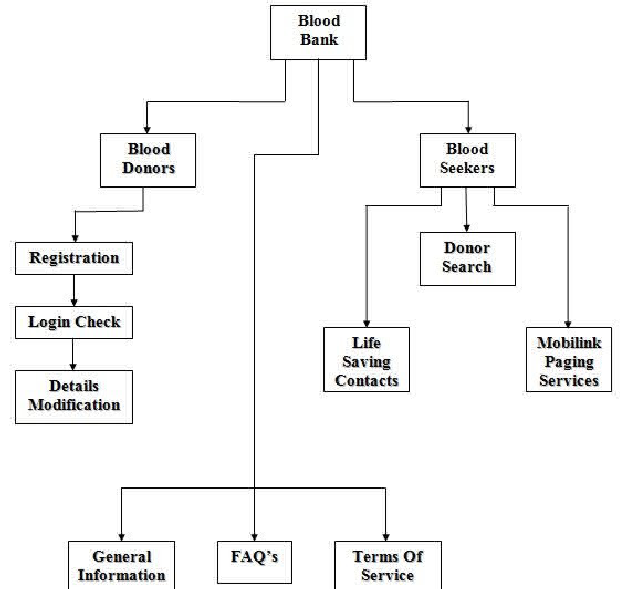 Blood
Bank
Blood
Donors
Blood
Seekers
Registration
Donor
Search
Login Check
Life
Saving
Contacts
Mobilink
Paging
Services
Details
Modification
General
Information
FAQ's
Terms Of
Service